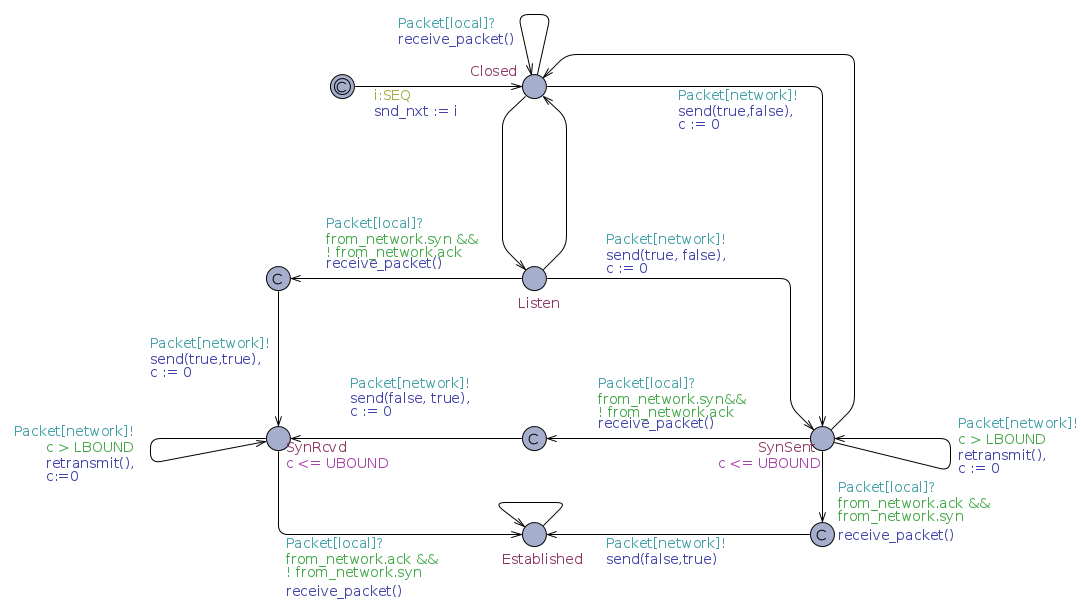 Packet[local]?
receive_packet()
Closed
C
i:SEQ
snd_nxt := i
Packet[network]!
send(true,false),
c := 0
Packet[local]?
from_network.syn &&
! from_network.ack
receive_packet()
Packet[network]!
send(true, false),
c := 0
C
Listen
Packet[network]!
send(true,true),
c := 0
Packet[network]!
send(false, true),
c := 0
Packet[local]?
from_network.syn&&
! from_network.ack
receive_packet()
Packet[network]!
c > LBOUND
retransmit(),
c:=0
SynRcvd
c <= UBOUND
C
SynSent
c <= UBOUND
Packet[network]!
c > LBOUND
retransmit(),
c := 0
Packet[local]?
from_network.ack &&
from_network.syn
receive_packet()
C
Packet[local]?
from_network.ack &&
! from_network.syn
receive_packet()
Established
Packet[network]!
send(false,true)